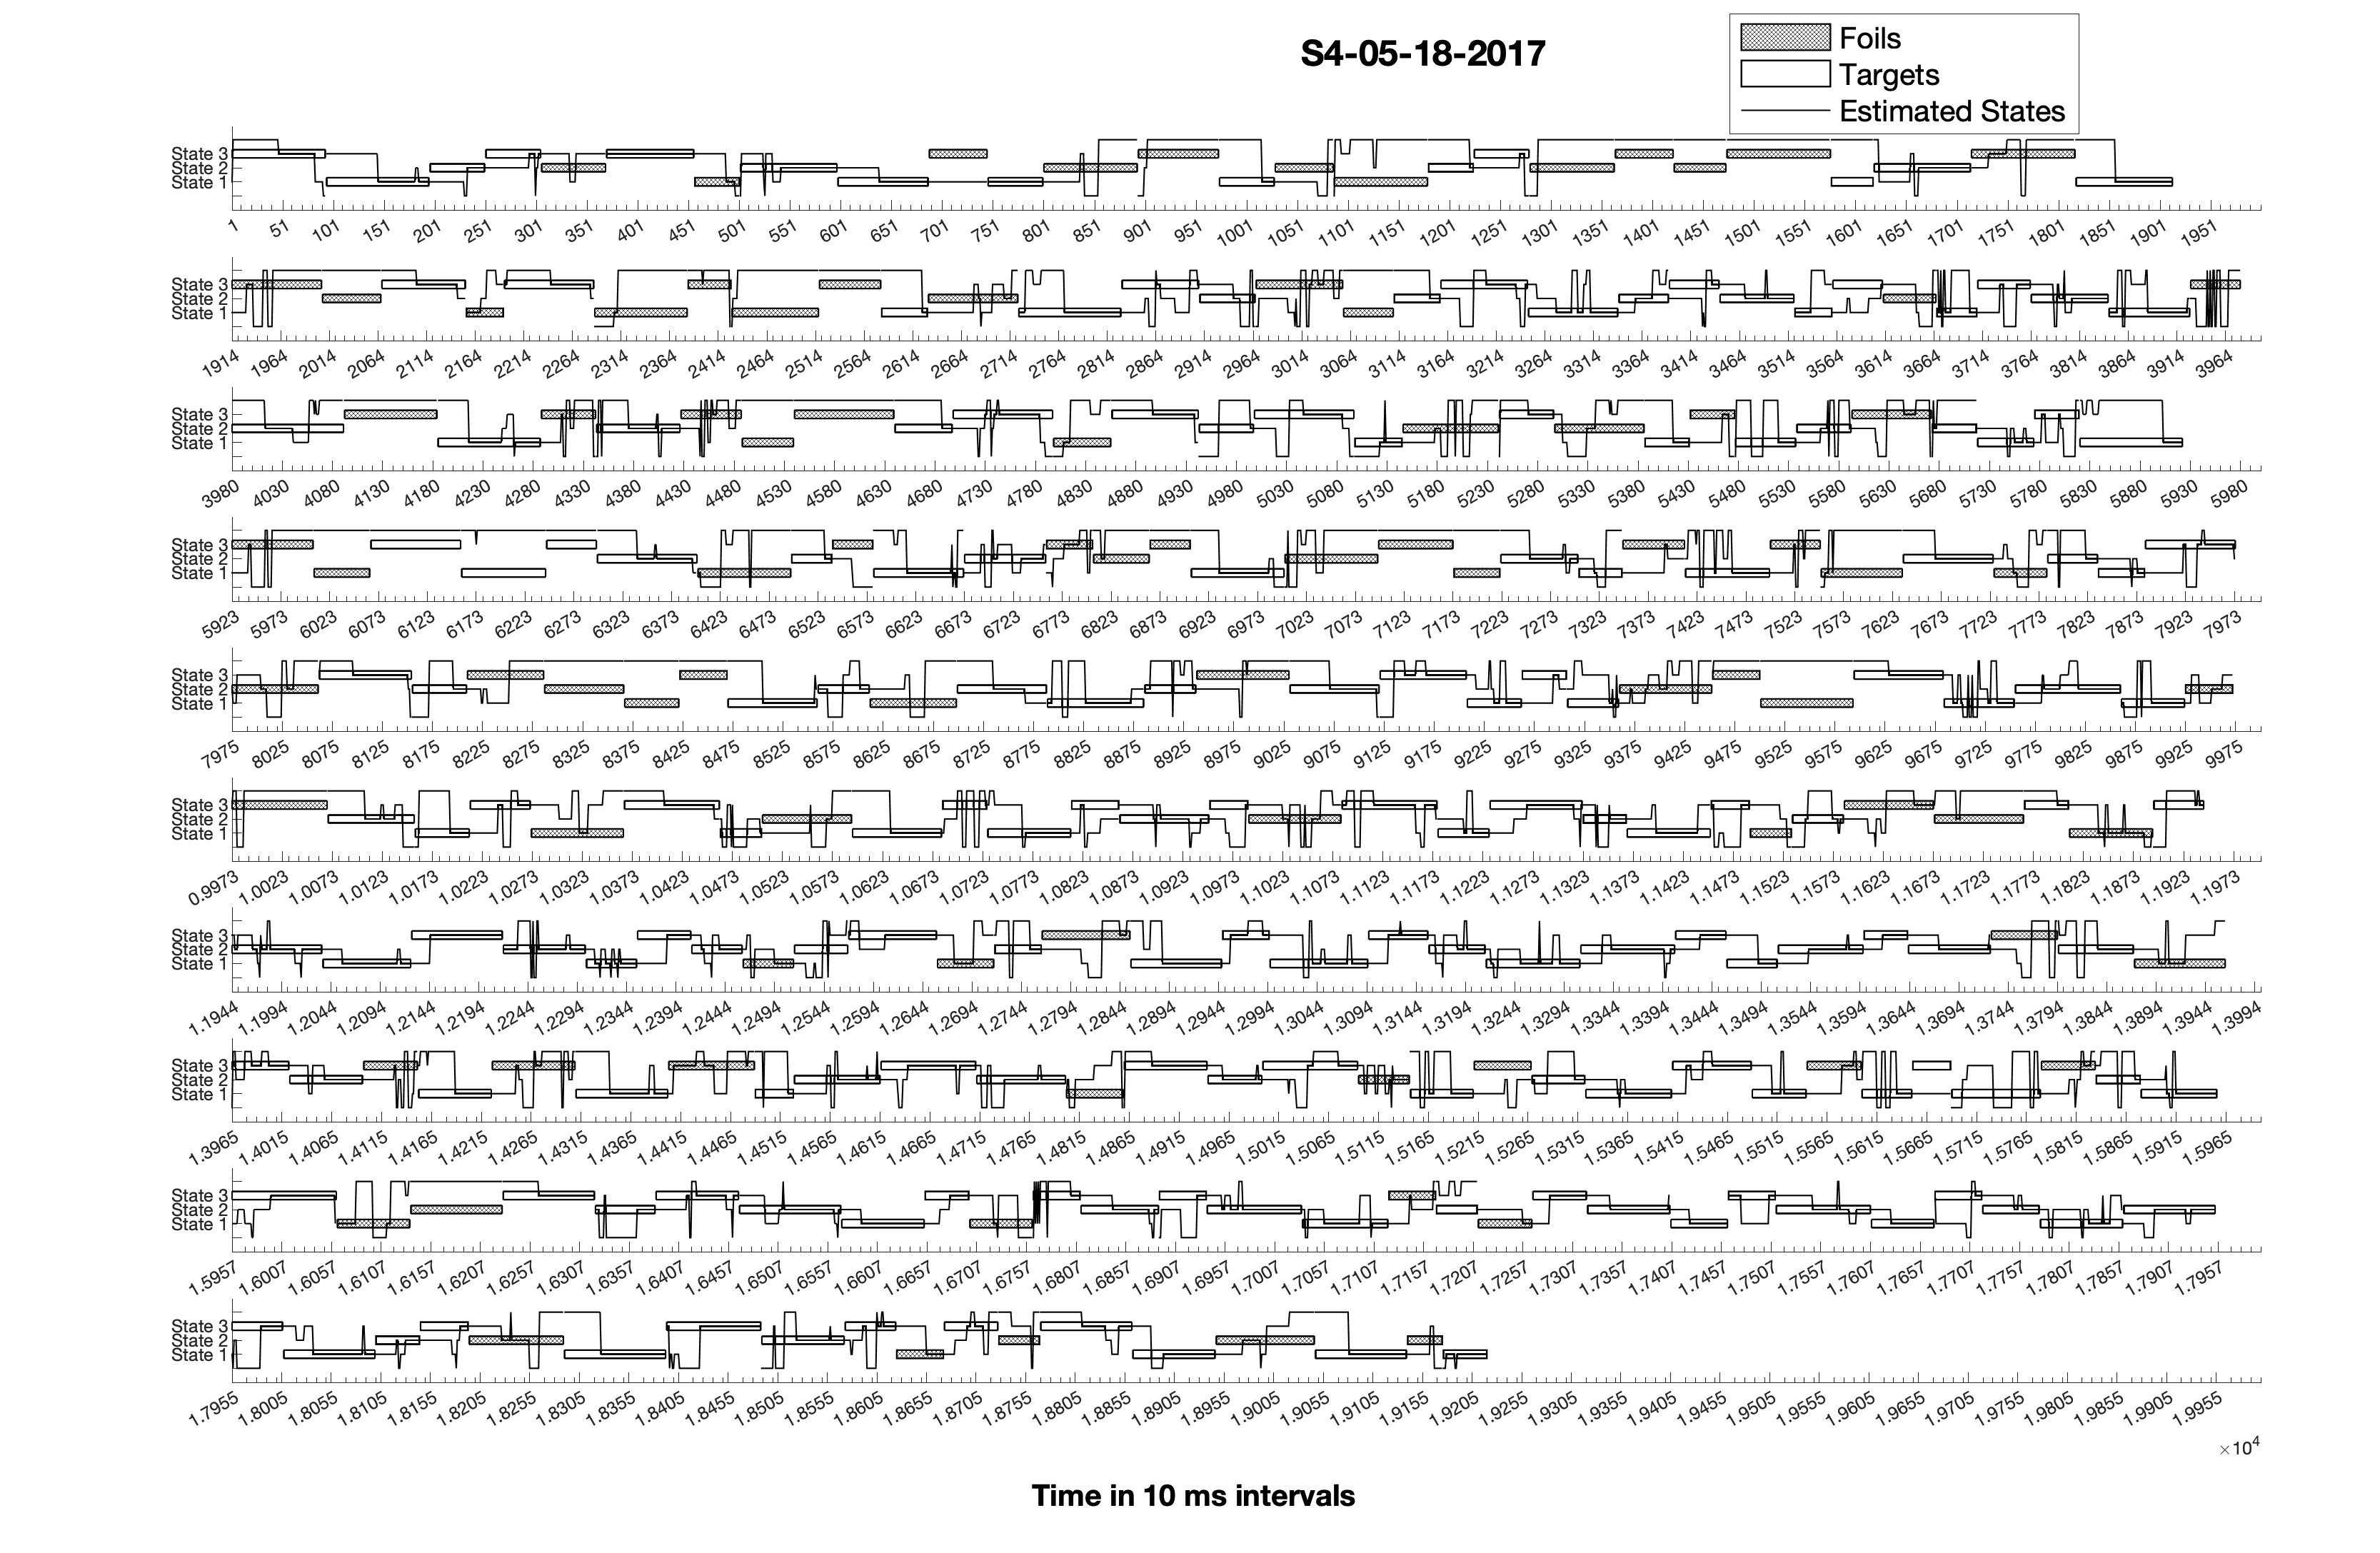 S4-05-18-2017
Foils
Targets
Estimated States
State 3
State 2
State 1
1 51 101 151 201 251 301 351 401 451 501 551 601 651 701 751 801 851 901 951 1001 1051 1101 1151 1201 1251 1301 1351 1401 1451 1501 1551 1601 1651 1701 1751 1801 1851 1901 1951
State 3
State 2
State 1
1914 1964 2014 2064 2114 2164 2214 2264 2314 2364 2414 2464 2514 2564 2614 2664 2714 2764 2814 2864 2914 2964 3014 3064 3114 3164 3214 3264 3314 3364 3414 3464 3514 3564 3614 3664 3714 3764 3814 3864 3914 3964
State 3
State 2
State 1
3980 4030 4080 4130 4180 4230 4280 4330 4380 4430 4480 4530 4580 4630 4680 4730 4780 4830 4880 4930 4980 5030 5080 5130 5180 5230 5280 5330 5380 5430 5480 5530 5580 5630 5680 5730 5780 5830 5880 5930 5980
State 3
State 2
State 1
5923 5973 6023 6073 6123 6173 6223 6273 6323 6373 6423 6473 6523 6573 6623 6673 6723 6773 6823 6873 6923 6973 7023 7073 7123 7173 7223 7273 7323 7373 7423 7473 7523 7573 7623 7673 7723 7773 7823 7873 7923 7973
State 3
State 2
State 1
7975 8025 8075 8125 8175 8225 8275 8325 8375 8425 8475 8525 8575 8625 8675 8725 8775 8825 8875 8925 8975 9025 9075 9125 9175 9225 9275 9325 9375 9425 9475 9525 9575 9625 9675 9725 9775 9825 9875 9925 9975
State 3
State 2
State 1
0.9973 1.0023 1.0073 1.0123 1.0173 1.0223 1.0273 1.0323 1.0373 1.0423 1.0473 1.0523 1.0573 1.0623 1.0673 1.0723 1.0773 1.0823 1.0873 1.0923 1.0973 1.1023 1.1073 1.1123 1.1173 1.1223 1.1273 1.1323 1.1373 1.1423 1.1473 1.1523 1.1573 1.1623 1.1673 1.1723 1.1773 1.1823 1.1873 1.1923 1.1973
State 3
State 2
State 1
1.1944 1.1994 1.2044 1.2094 1.2144 1.2194 1.2244 1.2294 1.2344 1.2394 1.2444 1.2494 1.2544 1.2594 1.2644 1.2694 1.2744 1.2794 1.2844 1.2894 1.2944 1.2994 1.3044 1.3094 1.3144 1.3194 1.3244 1.3294 1.3344 1.3394 1.3444 1.3494 1.3544 1.3594 1.3644 1.3694 1.3744 1.3794 1.3844 1.3894 1.3944 1.3994
State 3
State 2
State 1
1.3965 1.4015 1.4065 1.4115 1.4165 1.4215 1.4265 1.4315 1.4365 1.4415 1.4465 1.4515 1.4565 1.4615 1.4665 1.4715 1.4765 1.4815 1.4865 1.4915 1.4965 1.5015 1.5065 1.5115 1.5165 1.5215 1.5265 1.5315 1.5365 1.5415 1.5465 1.5515 1.5565 1.5615 1.5665 1.5715 1.5765 1.5815 1.5865 1.5915 1.5965
State 3
State 2
State 1
1.5957 1.6007 1.6057 1.6107 1.6157 1.6207 1.6257 1.6307 1.6357 1.6407 1.6457 1.6507 1.6557 1.6607 1.6657 1.6707 1.6757 1.6807 1.6857 1.6907 1.6957 1.7007 1.7057 1.7107 1.7157 1.7207 1.7257 1.7307 1.7357 1.7407 1.7457 1.7507 1.7557 1.7607 1.7657 1.7707 1.7757 1.7807 1.7857 1.7907 1.7957
State 3
State 2
State 1
1.7955 1.8005 1.8055 1.8105 1.8155 1.8205 1.8255 1.8305 1.8355 1.8405 1.8455 1.8505 1.8555 1.8605 1.8655 1.8705 1.8755 1.8805 1.8855 1.8905 1.8955 1.9005 1.9055 1.9105 1.9155 1.9205 1.9255 1.9305 1.9355 1.9405 1.9455 1.9505 1.9555 1.9605 1.9655 1.9705 1.9755 1.9805 1.9855 1.9905 1.9955
×10⁴
Time in 10 ms intervals